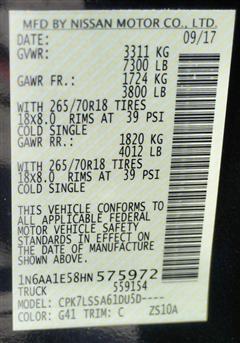 MFD BY NISSAN MOTOR CO., LTD.
DATE: 09/17
GVWR: 3311 KG
7300 LB
GAWR FR.: 1724 KG
3800 LB
WITH 265/70R18 TIRES
18x8.0 RIMS AT 39 PSI
COLD SINGLE
GAWR RR.: 1820 KG
4012 LB
WITH 265/70R18 TIRES
18x8.0 RIMS AT 39 PSI
COLD SINGLE
THIS VEHICLE CONFORMS TO
ALL APPLICABLE FEDERAL
MOTOR VEHICLE SAFETY
STANDARDS IN EFFECT ON
THE DATE OF MANUFACTURE
SHOWN ABOVE.
1N6AA1E58HN575972
TRUCK 559154
MODEL: CPK7LSSA61DU5D----
COLOR: G41 TRIM: C ZS10A